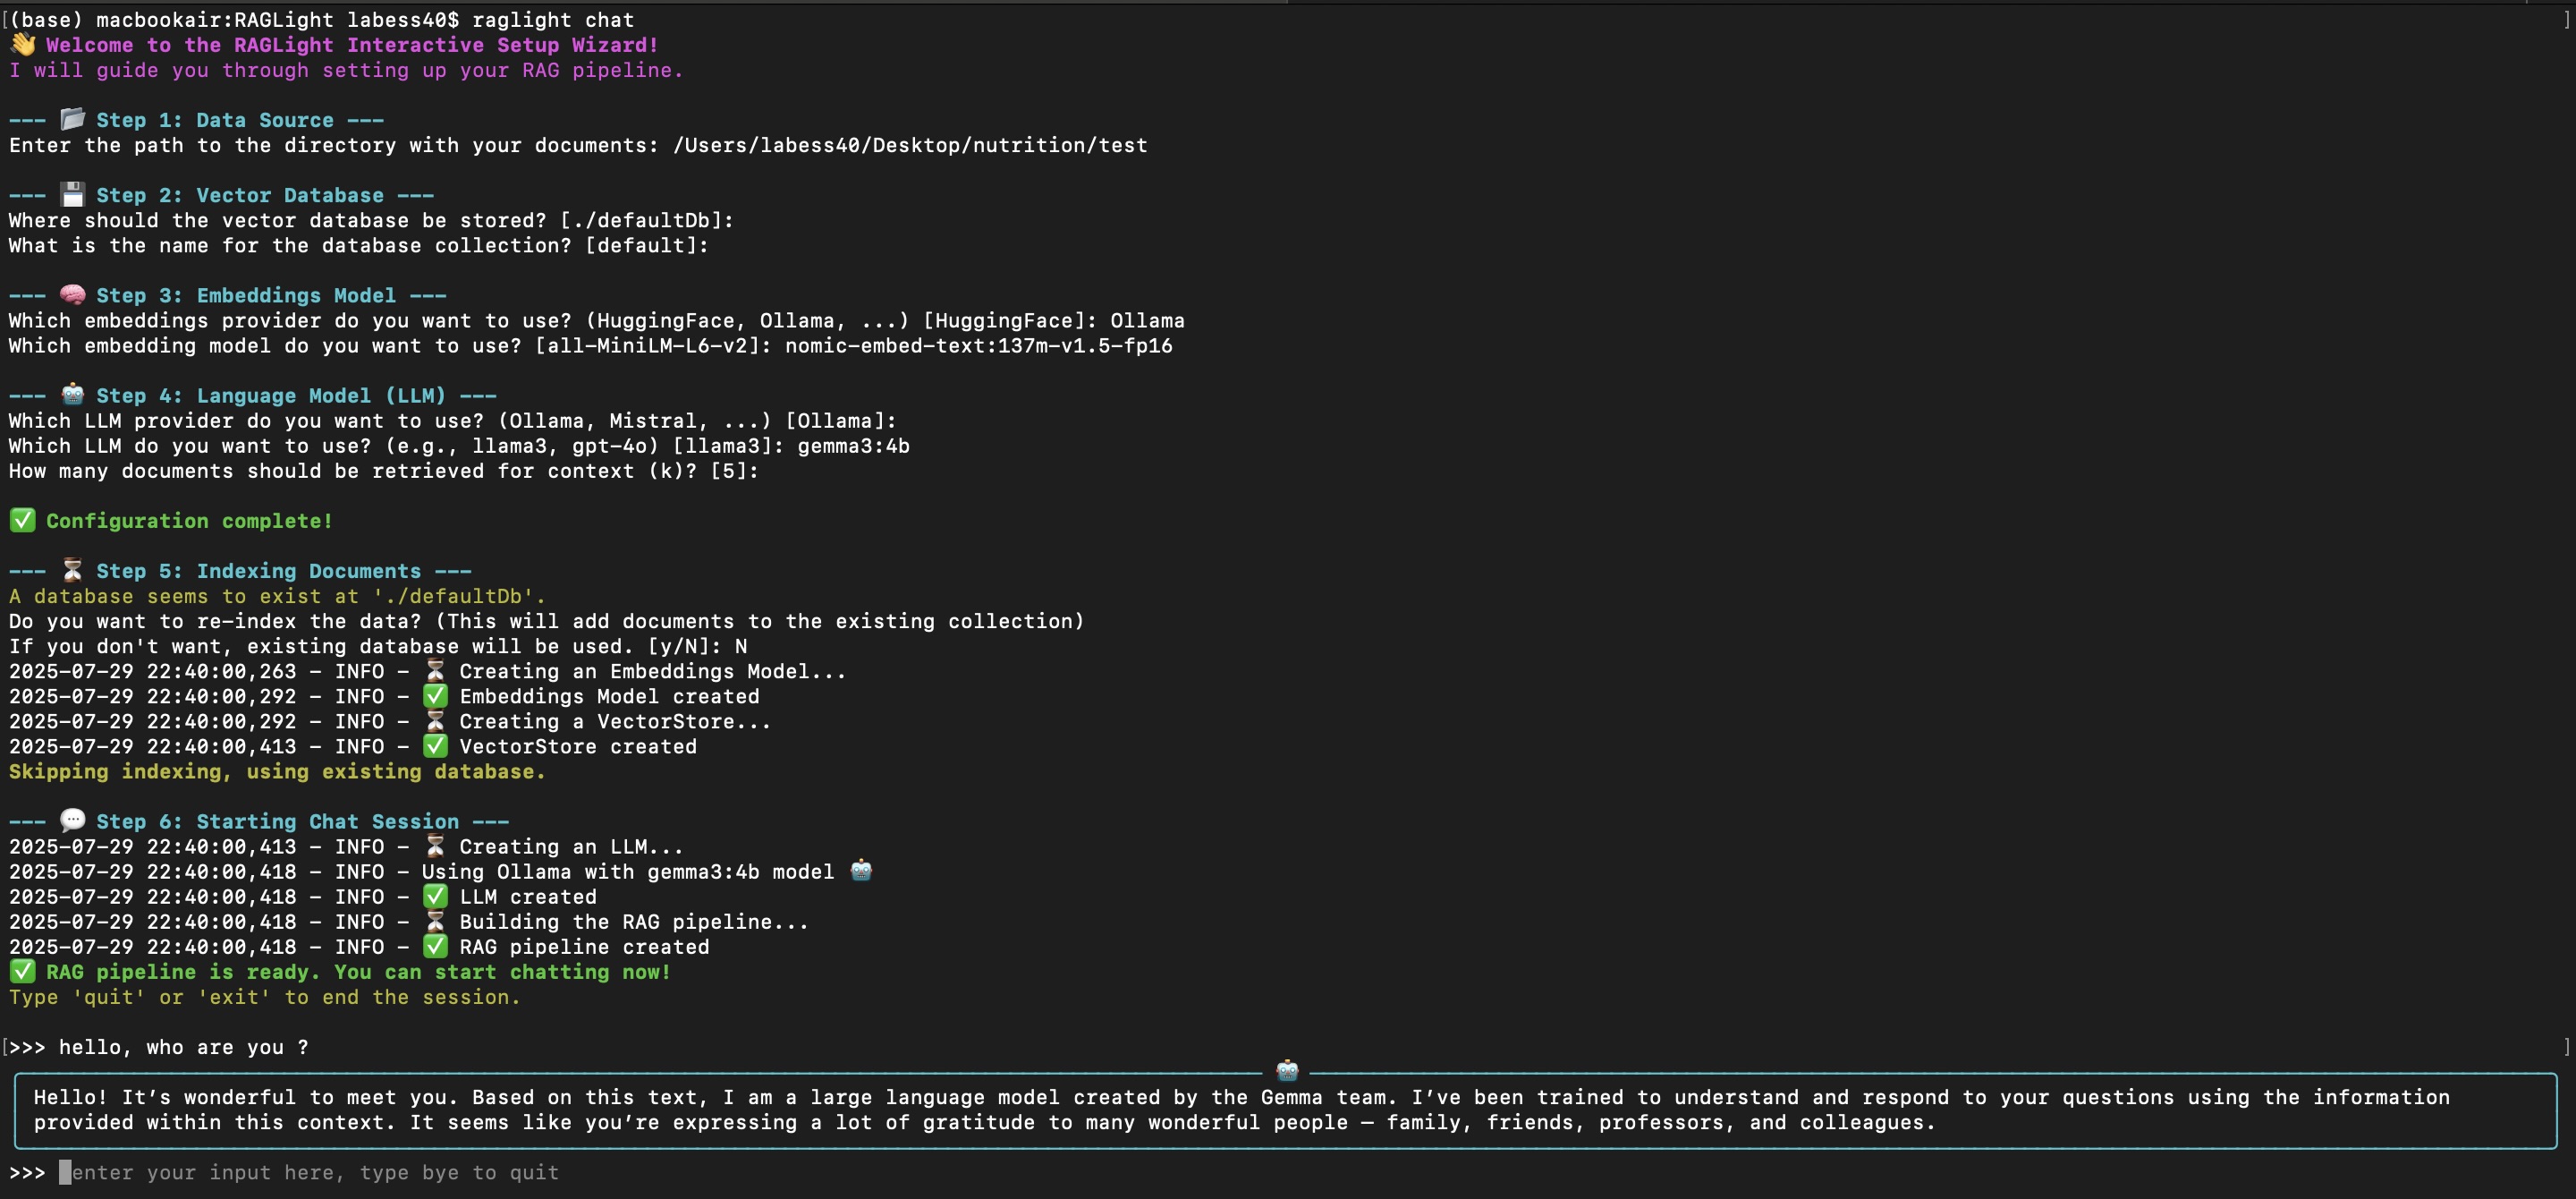 [(base) macbookair:RAGLight labess40$ raglight chat ]
👋 Welcome to the RAGLight Interactive Setup Wizard!
I will guide you through setting up your RAG pipeline.
--- 📂 Step 1: Data Source ---
Enter the path to the directory with your documents: /Users/labess40/Desktop/nutrition/test
--- 💾 Step 2: Vector Database ---
Where should the vector database be stored? [./defaultDb]:
What is the name for the database collection? [default]:
--- 🧠 Step 3: Embeddings Model ---
Which embeddings provider do you want to use? (HuggingFace, Ollama, ...) [HuggingFace]: Ollama
Which embedding model do you want to use? [all-MiniLM-L6-v2]: nomic-embed-text:137m-v1.5-fp16
--- 🤖 Step 4: Language Model (LLM) ---
Which LLM provider do you want to use? (Ollama, Mistral, ...) [Ollama]:
Which LLM do you want to use? (e.g., llama3, gpt-4o) [llama3]: gemma3:4b
How many documents should be retrieved for context (k)? [5]:
✅ Configuration complete!
--- ⏳ Step 5: Indexing Documents ---
A database seems to exist at './defaultDb'.
Do you want to re-index the data? (This will add documents to the existing collection)
If you don't want, existing database will be used. [y/N]: N
2025-07-29 22:40:00,263 - INFO - ⏳ Creating an Embeddings Model...
2025-07-29 22:40:00,292 - INFO - ✅ Embeddings Model created
2025-07-29 22:40:00,292 - INFO - ⏳ Creating a VectorStore...
2025-07-29 22:40:00,413 - INFO - ✅ VectorStore created
Skipping indexing, using existing database.
--- 💬 Step 6: Starting Chat Session ---
2025-07-29 22:40:00,413 - INFO - ⏳ Creating an LLM...
2025-07-29 22:40:00,418 - INFO - Using Ollama with gemma3:4b model 🤖
2025-07-29 22:40:00,418 - INFO - ✅ LLM created
2025-07-29 22:40:00,418 - INFO - ⏳ Building the RAG pipeline...
2025-07-29 22:40:00,418 - INFO - ✅ RAG pipeline created
✅ RAG pipeline is ready. You can start chatting now!
Type 'quit' or 'exit' to end the session.
[>>> hello, who are you ? ]
Hello! It’s wonderful to meet you. Based on this text, I am a large language model created by the Gemma team. I’ve been trained to understand and respond to your questions using the information
provided within this context. It seems like you’re expressing a lot of gratitude to many wonderful people – family, friends, professors, and colleagues.
>>> enter your input here, type bye to quit